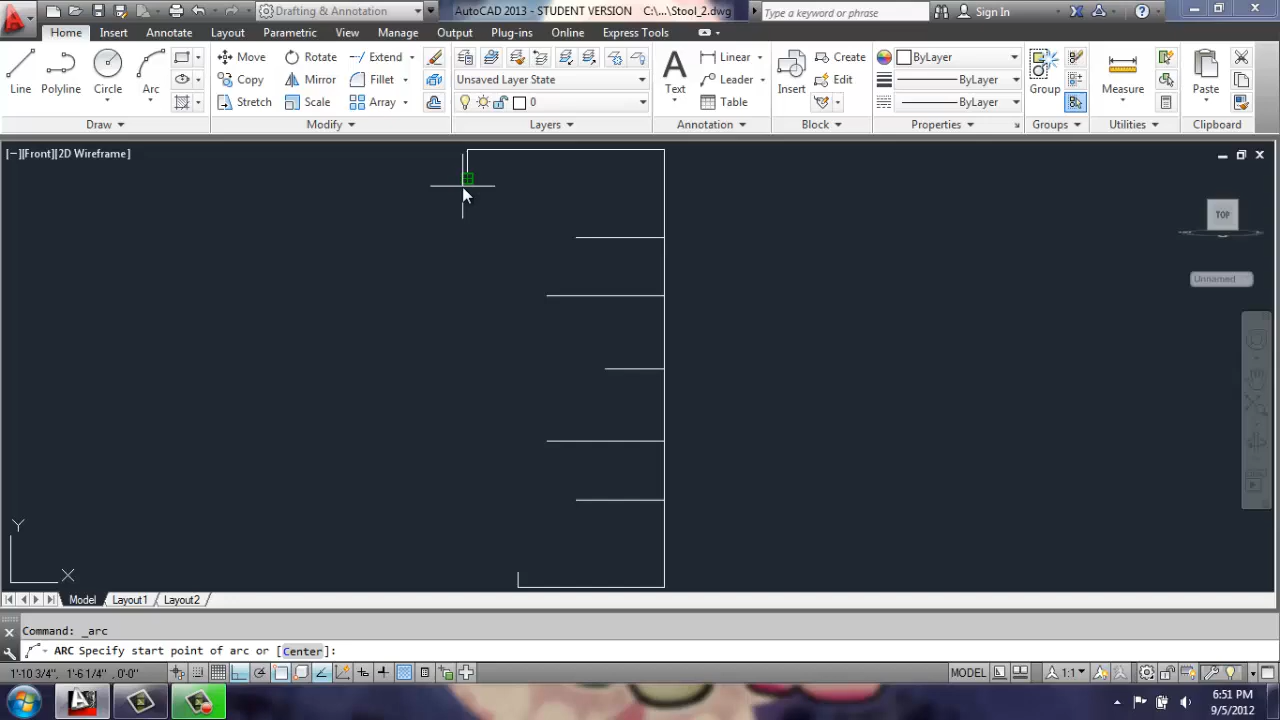 Drafting & Annotation
AutoCAD 2013 - STUDENT VERSION C:\...\Stool_2.dwg
Type a keyword or phrase
Sign In
Home Insert Annotate Layout Parametric View Manage Output Plug-ins Online Express Tools
Line Polyline Circle Arc
Move Rotate Extend
Copy Mirror Fillet
Stretch Scale Array
Unsaved Layer State
0
Text
Linear
Leader
Table
Insert
Create
Edit
ByLayer
ByLayer
ByLayer
Group
Measure
Paste
Draw Modify Layers Annotation Block Properties Groups Utilities Clipboard
[−][Front][2D Wireframe]
TOP
Unnamed
Y
X
Model Layout1 Layout2
Command: _arc
ARC Specify start point of arc or [Center]:
1'10 3/4", 1'-6 1/4" , 0'-0"
MODEL
1:1
6:51 PM
9/5/2012